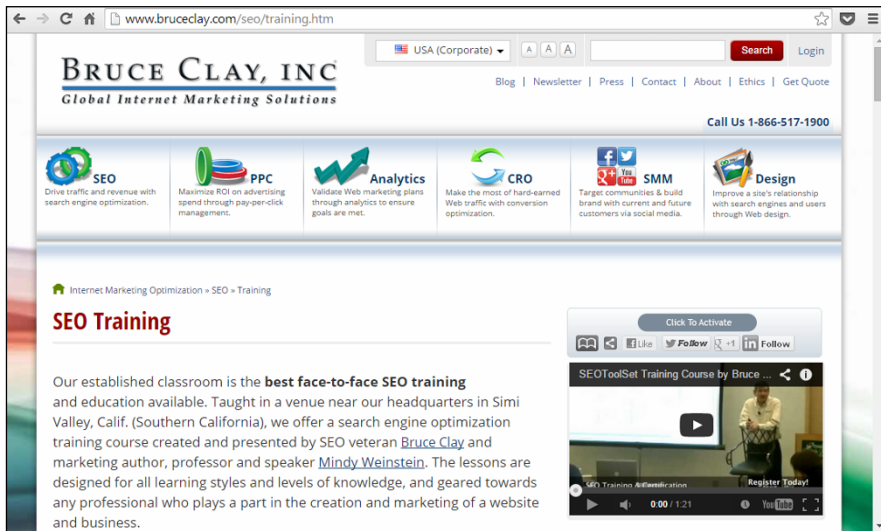 www.bruceclay.com/seo/training.htm
USA (Corporate)
A A A
Search
Login
BRUCE CLAY, INC
Global Internet Marketing Solutions
Blog | Newsletter | Press | Contact | About | Ethics | Get Quote
Call Us 1-866-517-1900
SEO
Drive traffic and revenue with
search engine optimization.
PPC
Maximize ROI on advertising
spend through pay-per-click
management.
Analytics
Validate Web marketing plans
through analytics to ensure
goals are met.
CRO
Make the most of hard-earned
Web traffic with conversion
optimization.
f
g+ You Tube
SMM
Target communities & build
brand with current and future
customers via social media.
Design
Improve a site's relationship
with search engines and users
through Web design.
Internet Marketing Optimization » SEO » Training
SEO Training
Click To Activate
f Like Follow g +1 in Follow
SEOToolSet Training Course by Bruce ...
SEO Training & Certification
Register Today!
0:00 / 1:21
YouTube
Our established classroom is the best face-to-face SEO training
and education available. Taught in a venue near our headquarters in Simi
Valley, Calif. (Southern California), we offer a search engine optimization
training course created and presented by SEO veteran Bruce Clay and
marketing author, professor and speaker Mindy Weinstein. The lessons are
designed for all learning styles and levels of knowledge, and geared towards
any professional who plays a part in the creation and marketing of a website
and business.